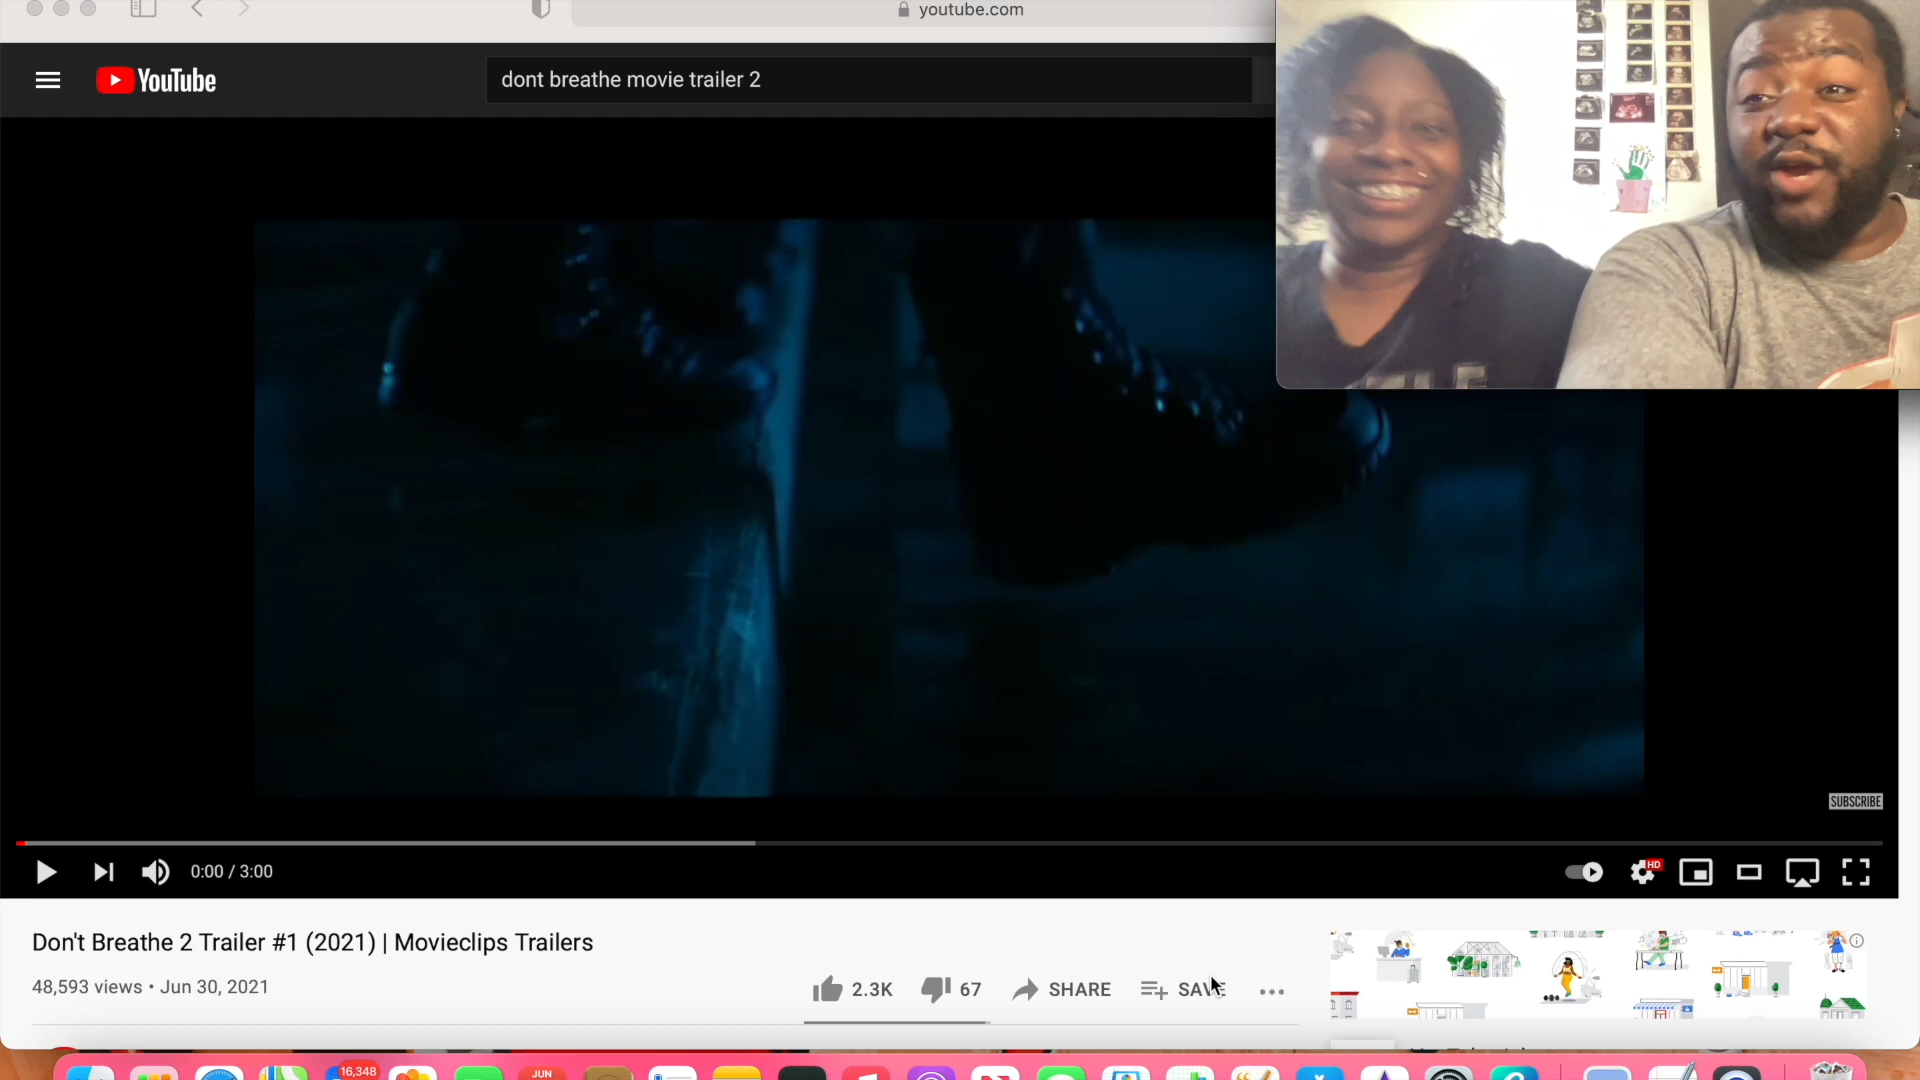 youtube.com
YouTube
dont breathe movie trailer 2
SUBSCRIBE
0:00 / 3:00
HD
Don't Breathe 2 Trailer #1 (2021) | Movieclips Trailers
48,593 views • Jun 30, 2021
2.3K
67
SHARE
SAVE
16,348
JUN